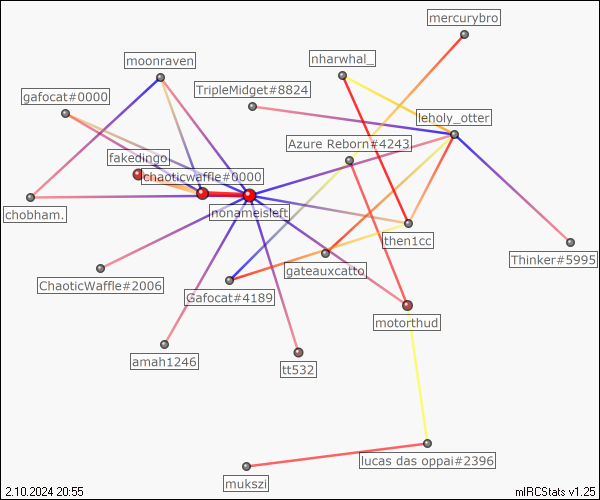 mercurybro
moonraven
nharwhal_
gafocat#0000
TripleMidget#8824
leholy_otter
Azure Reborn#4243
fakedingo
chaoticwaffle#0000
chobham.
nonameisleft
then1cc
Thinker#5995
ChaoticWaffle#2006
gateauxcatto
Gafocat#4189
motorthud
amah1246
tt532
lucas das oppai#2396
mukszi
2.10.2024 20:55
mIRCStats v1.25